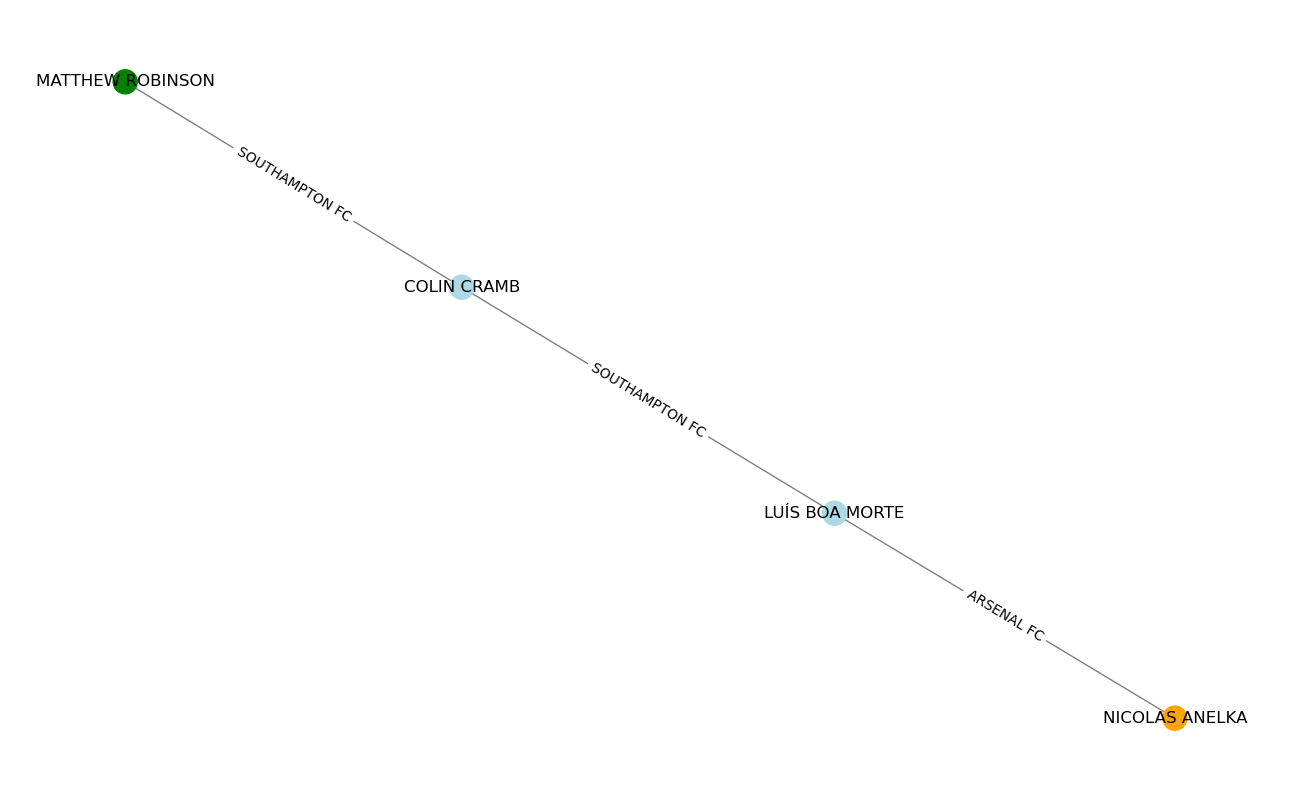 MATTHEW ROBINSON
SOUTHAMPTON FC
COLIN CRAMB
SOUTHAMPTON FC
LUÍS BOA MORTE
ARSENAL FC
NICOLAS ANELKA